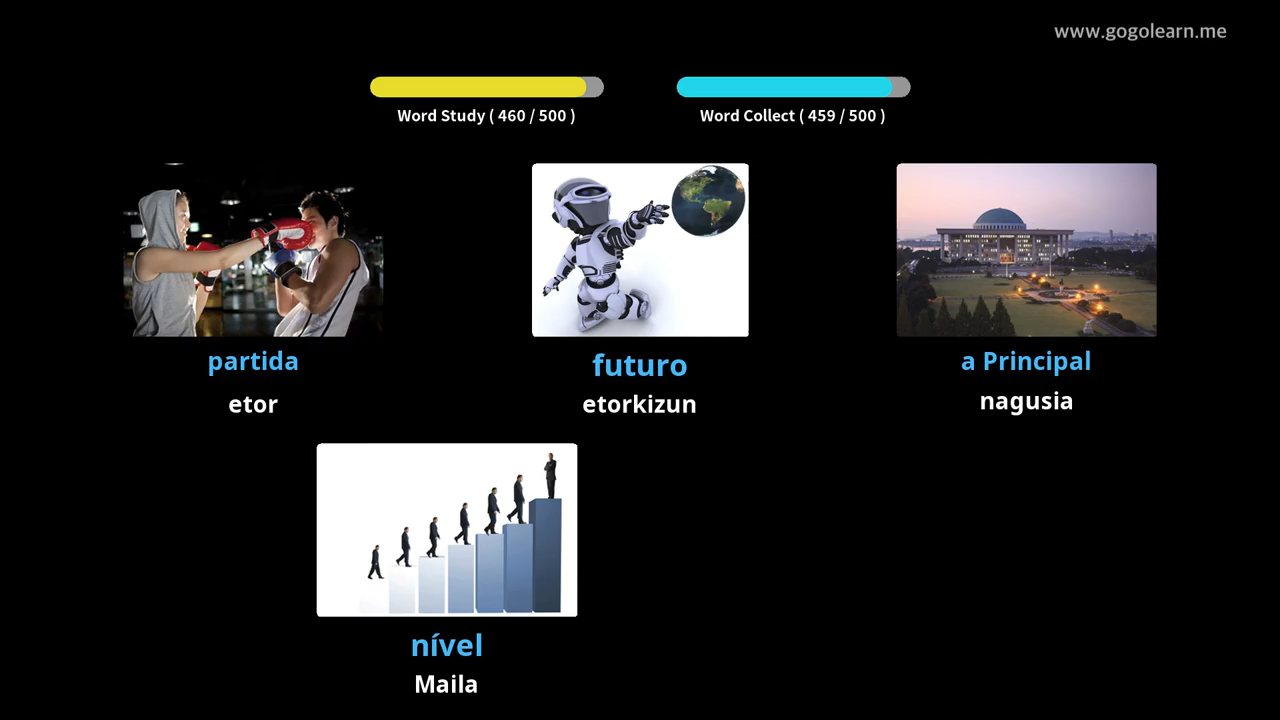 www.gogolearn.me
Word Study ( 460 / 500 )
Word Collect ( 459 / 500 )
partida
etor
futuro
etorkizun
a Principal
nagusia
nível
Maila